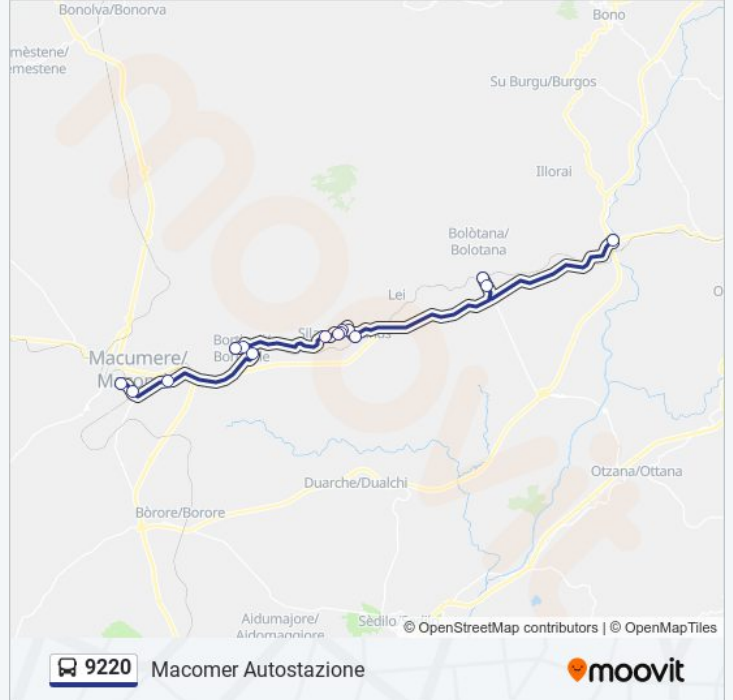 Bonolva/Bonorva
Bono
mèstene/
emestene
Su Burgu/Burgos
Illorai
Bolòtana/
Bolotana
Lei
O
Macumere/
Duarche/Dualchi
Otzana/Ottana
Bòrore/Borore
Aidumajore/
Aidomaggiore
Sèdilo/
© OpenStreetMap contributors | © OpenMapTiles
9220 Macomer Autostazione
moovit